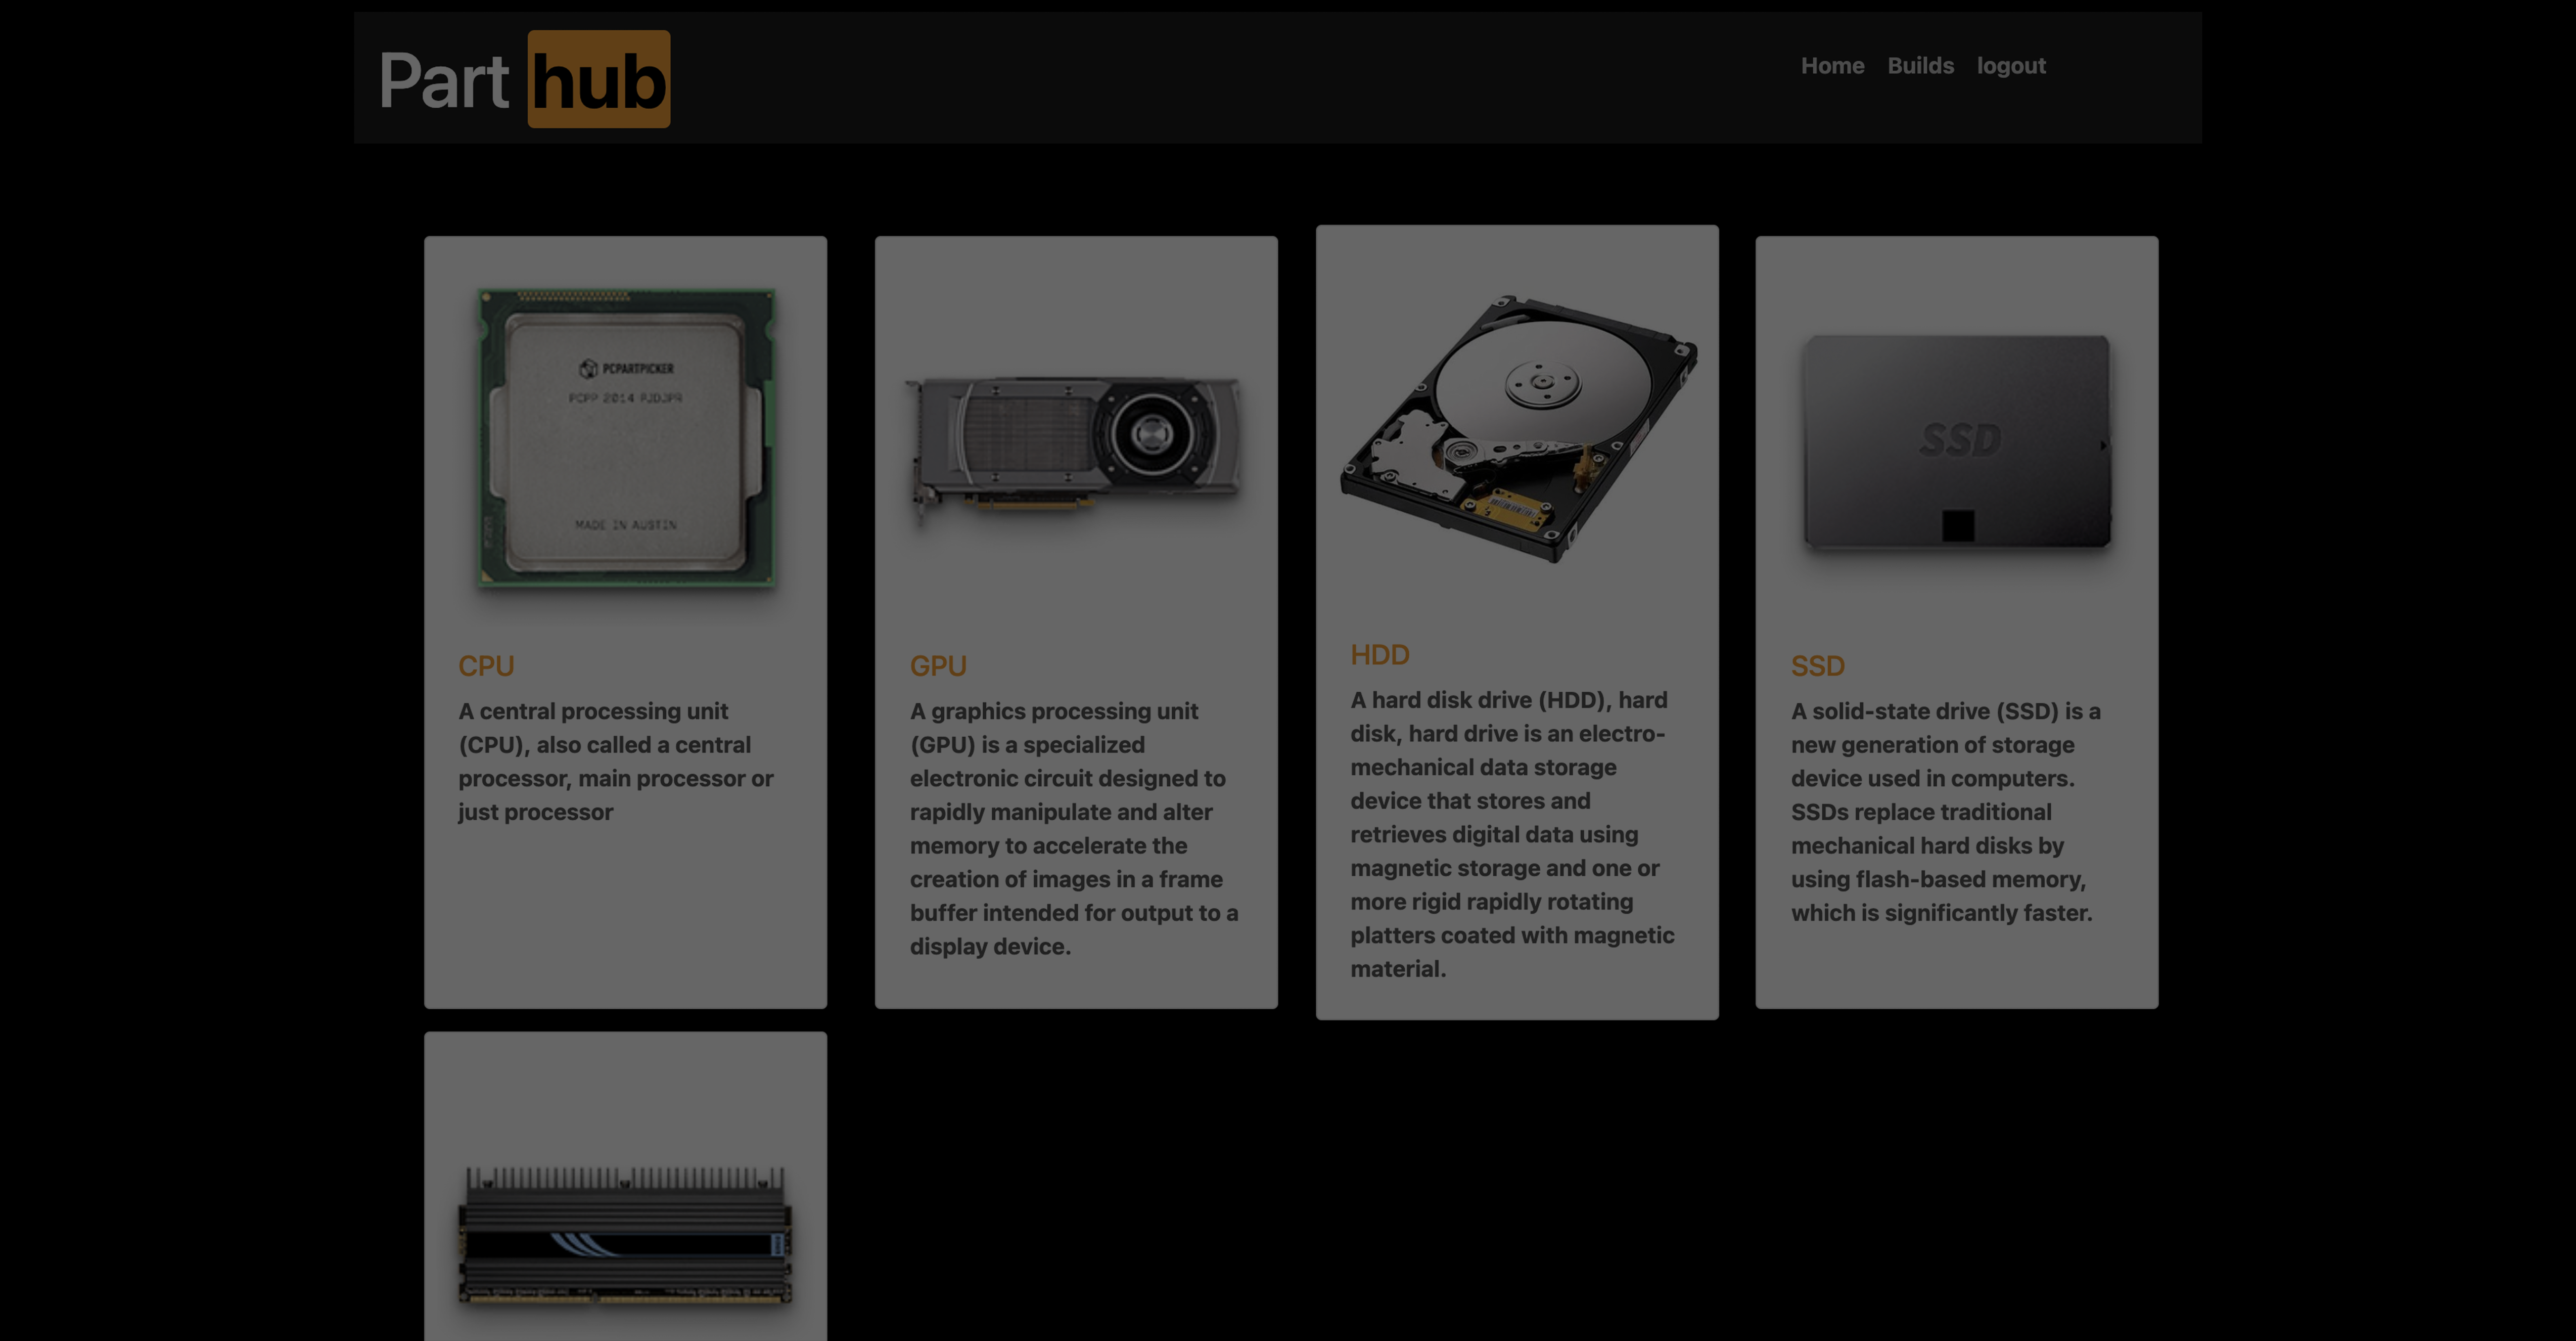 Part hub
Home Builds logout
PCPARTPICKER
PCPP 2014 PJDJPR
MADE IN AUSTIN
SSD
CPU
A central processing unit
(CPU), also called a central
processor, main processor or
just processor
GPU
A graphics processing unit
(GPU) is a specialized
electronic circuit designed to
rapidly manipulate and alter
memory to accelerate the
creation of images in a frame
buffer intended for output to a
display device.
HDD
A hard disk drive (HDD), hard
disk, hard drive is an electro-
mechanical data storage
device that stores and
retrieves digital data using
magnetic storage and one or
more rigid rapidly rotating
platters coated with magnetic
material.
SSD
A solid-state drive (SSD) is a
new generation of storage
device used in computers.
SSDs replace traditional
mechanical hard disks by
using flash-based memory,
which is significantly faster.